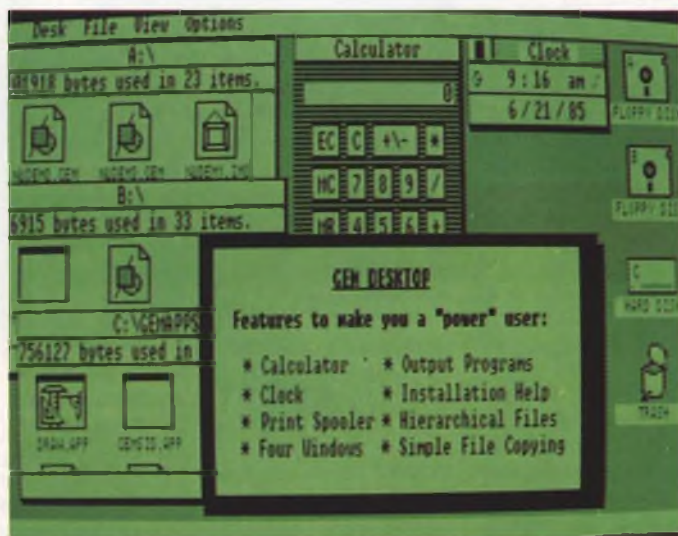 Desk File View Options
A:\
bytes used in 23 items.
B:\
6915 bytes used in 33 items.
C:\GEMAPPS
756127 bytes used in
DRAW.APP
Calculator
0
EC C +\- *
MC 7 8 9 /
MR 4 5 6 +
Clock
9:16 am
6/21/85
FLOPPY DISK
FLOPPY DISK
HARD DISK
TRASH
GEM DESKTOP
Features to make you a "power" user:
* Calculator * Output Programs
* Clock * Installation Help
* Print Spooler * Hierarchical Files
* Four Windows * Simple File Copying